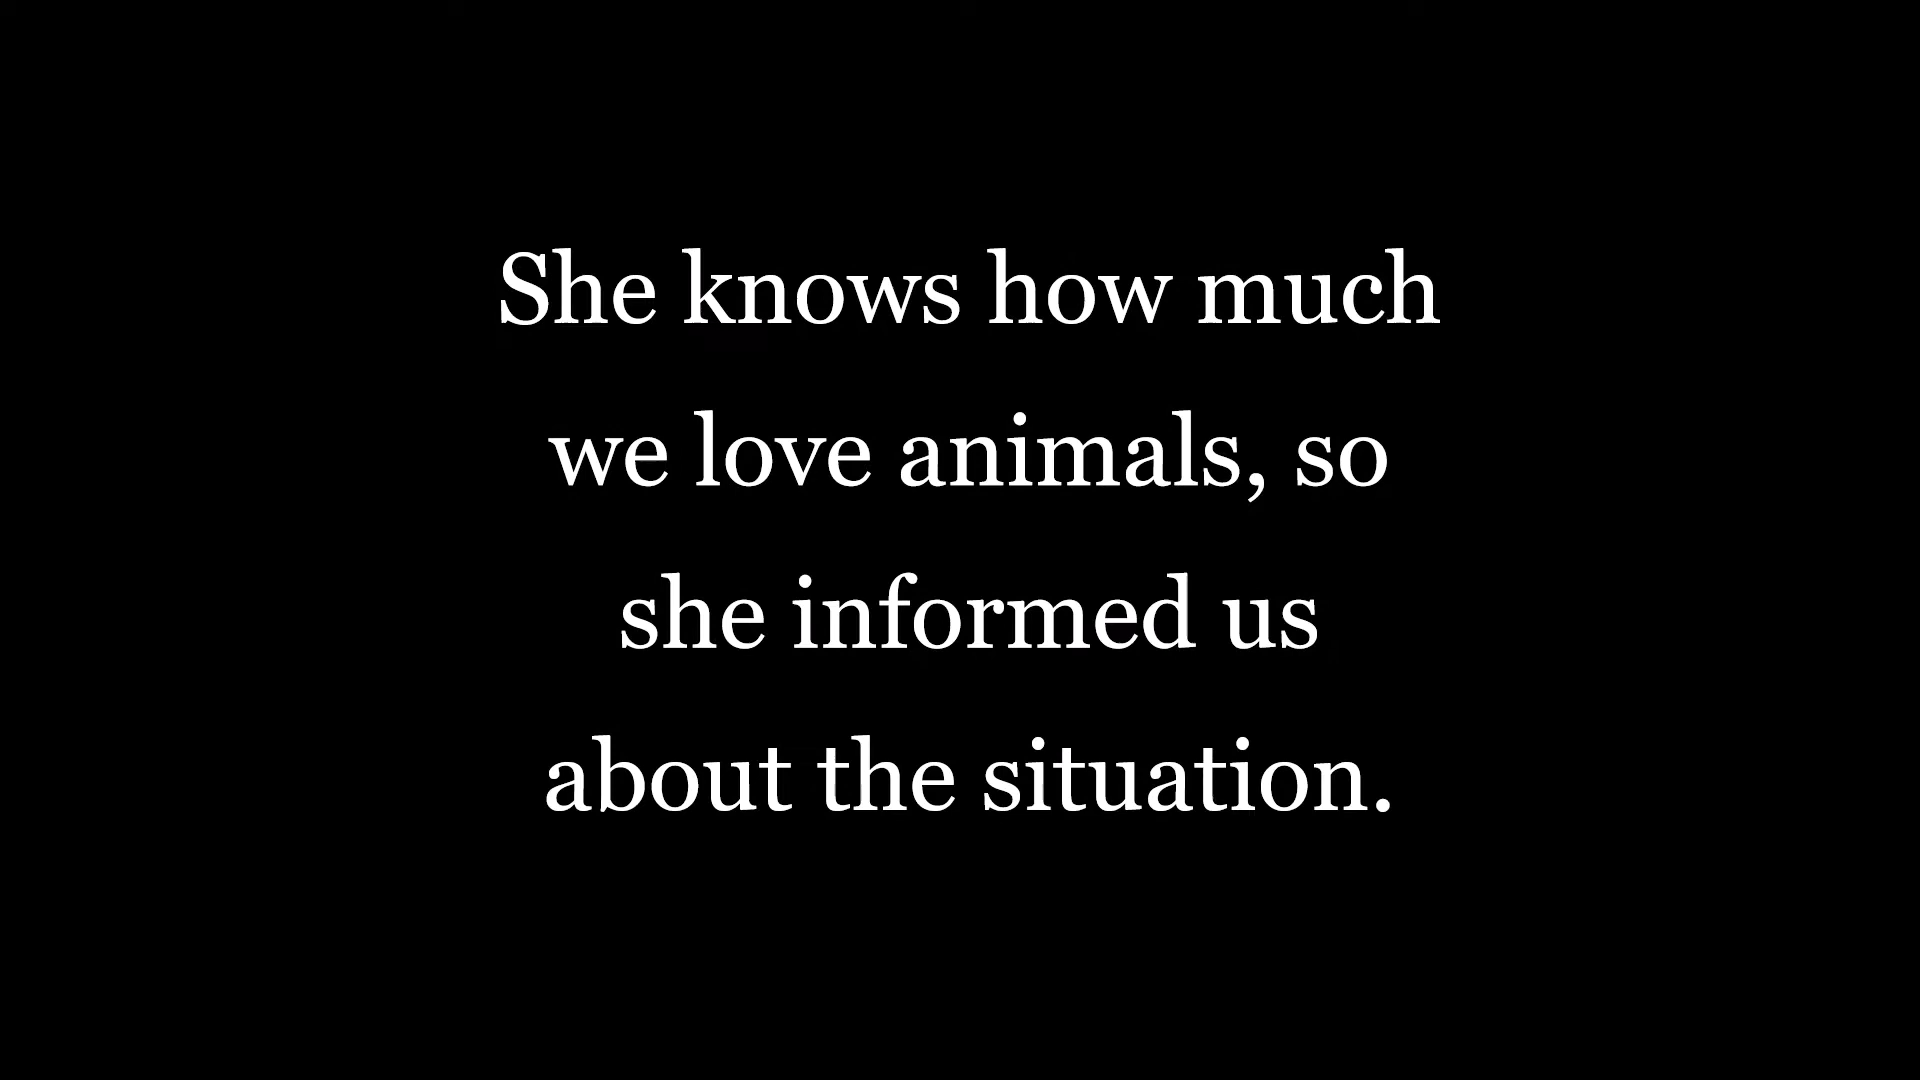 She knows how much
we love animals, so
she informed us
about the situation.